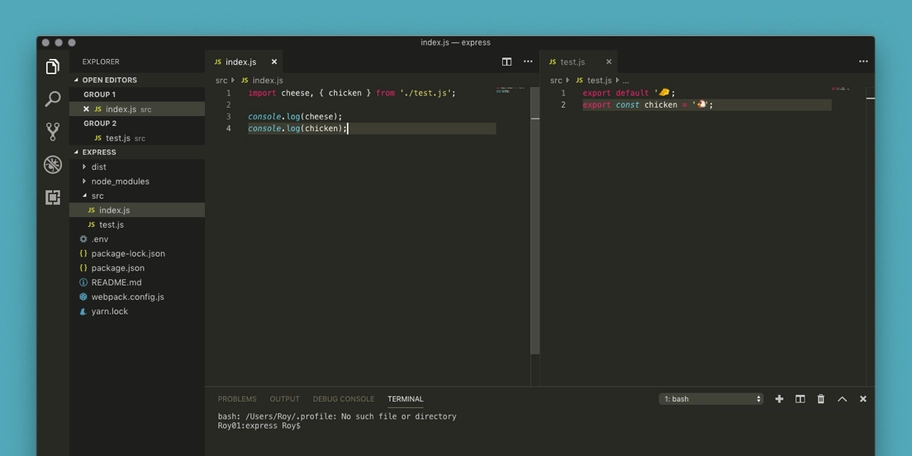 index.js — express
EXPLORER
OPEN EDITORS
GROUP 1
JS index.js src
GROUP 2
JS test.js src
EXPRESS
dist
node_modules
src
JS index.js
JS test.js
.env
{} package-lock.json
{} package.json
README.md
webpack.config.js
yarn.lock
JS index.js
src index.js
1 import cheese, { chicken } from './test.js';
2
3 console.log(cheese);
4 console.log(chicken);
JS test.js
src JS test.js ...
1 export default '🧀';
2 export const chicken = '🐔';
PROBLEMS OUTPUT DEBUG CONSOLE TERMINAL 1: bash
bash: /Users/Roy/.profile: No such file or directory
Roy01:express Roy$